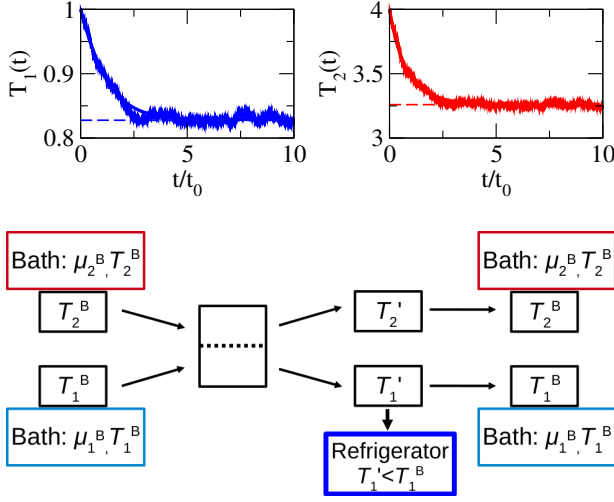 T₁(t)
1
0.9
0.8
0
5
10
t/t₀
T₂(t)
4
3.5
3
0
5
10
t/t₀
Bath: μ₂ᴮ,T₂ᴮ
Bath: μ₂ᴮ,T₂ᴮ
T₂ᴮ
T₂'
T₂ᴮ
T₁ᴮ
T₁'
T₁ᴮ
Bath: μ₁ᴮ,T₁ᴮ
Bath: μ₁ᴮ,T₁ᴮ
Refrigerator
T₁'<T₁ᴮ